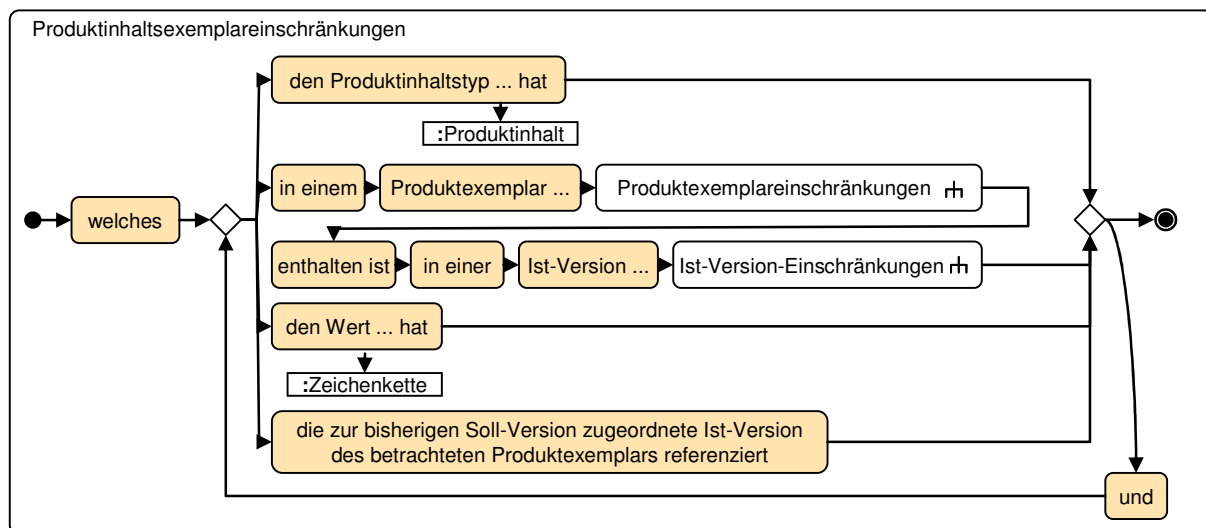 Produktinhaltsexemplareinschränkungen
den Produktinhaltstyp ... hat
:Produktinhalt
in einem
Produktexemplar ...
Produktexemplareinschränkungen
welches
enthalten ist
in einer
Ist-Version ...
Ist-Version-Einschränkungen
den Wert ... hat
:Zeichenkette
die zur bisherigen Soll-Version zugeordnete Ist-Version
des betrachteten Produktexemplars referenziert
und